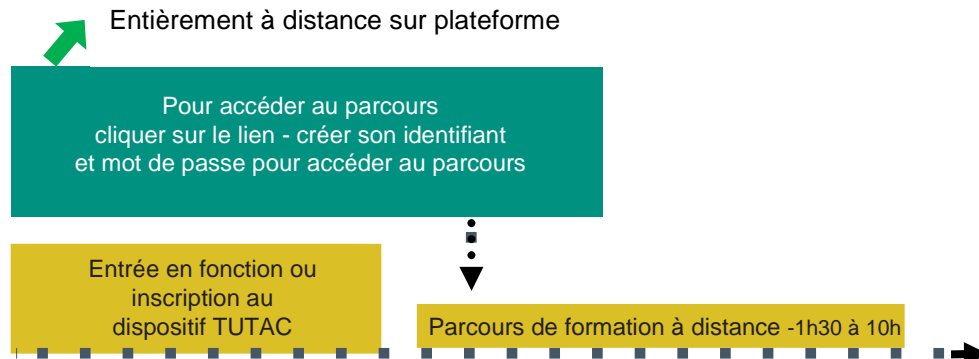 Entièrement à distance sur plateforme
Pour accéder au parcours
cliquer sur le lien - créer son identifiant
et mot de passe pour accéder au parcours
Entrée en fonction ou
inscription au
dispositif TUTAC
Parcours de formation à distance -1h30 à 10h